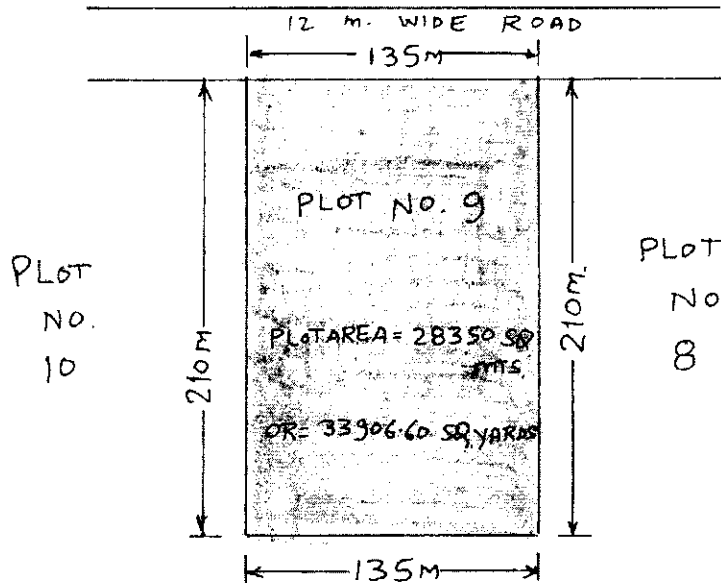 12 m. WIDE ROAD
135M
PLOT NO. 9
PLOT
NO.
10
PLOT
NO
8
210M
210M.
PLOTAREA = 28350 SQ
MTS.
OR = 33906.60 SQ, YARDS
135M